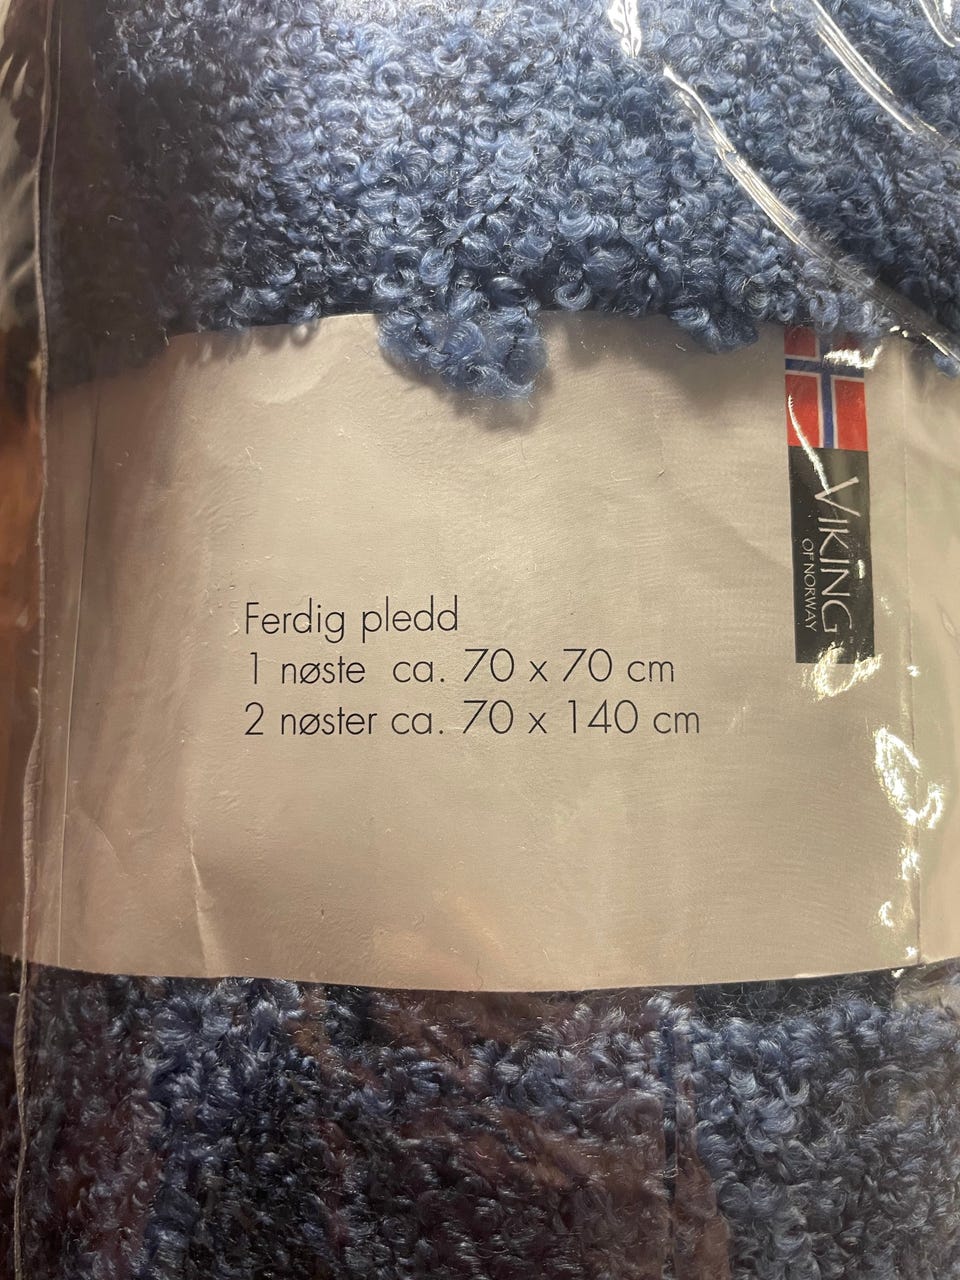 Ferdig pledd
1 nøste ca. 70 x 70 cm
2 nøster ca. 70 x 140 cm
VIKING
OF NORWAY